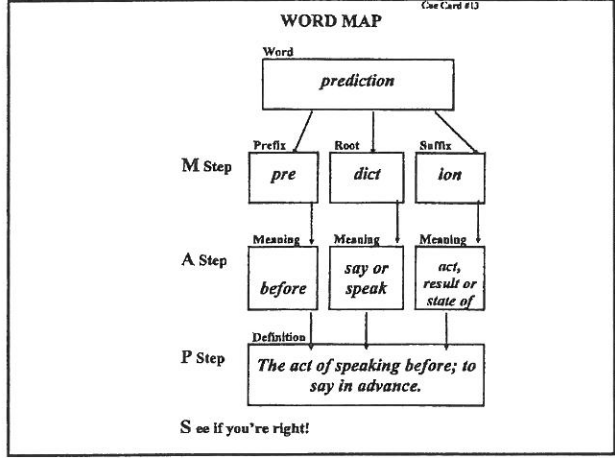 Cue Card #13
WORD MAP
Word
prediction
Prefix Root Suffix
M Step pre dict ion
Meaning Meaning Meaning
A Step before say or speak act, result or state of
Definition
P Step The act of speaking before; to
say in advance.
S ee if you're right!